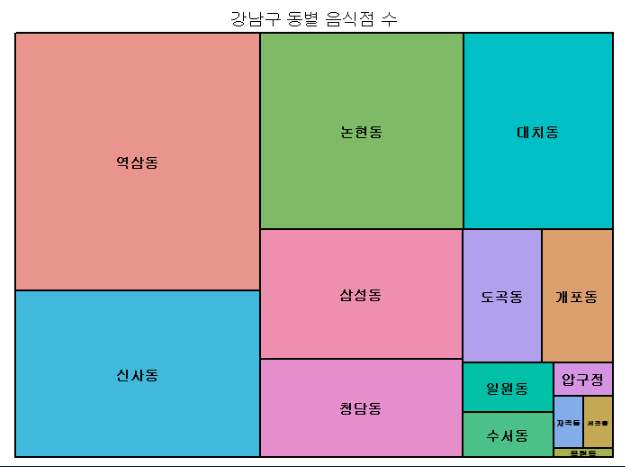 강남구 동별 음식점 수
역삼동
논현동
대치동
신사동
삼성동
청담동
도곡동
개포동
일원동
수서동
압구정
자곡동
세곡동
율현동